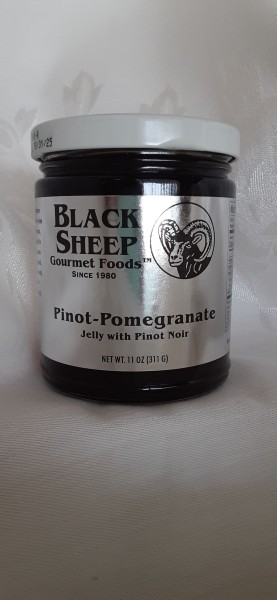 BLACK
SHEEP
Gourmet Foods™
SINCE 1980
Pinot-Pomegranate
Jelly with Pinot Noir
NET WT. 11 OZ (311 G)